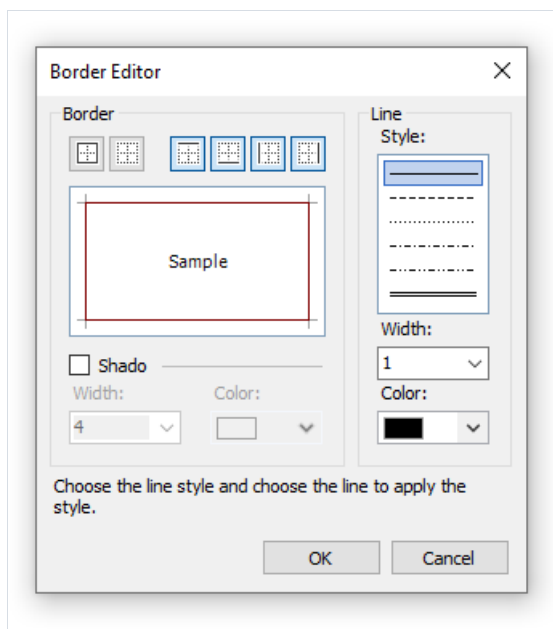 Border Editor
Border
Line
Style:
Sample
Width:
Shado
1
Width:
Color:
Color:
4
Choose the line style and choose the line to apply the
style.
OK
Cancel